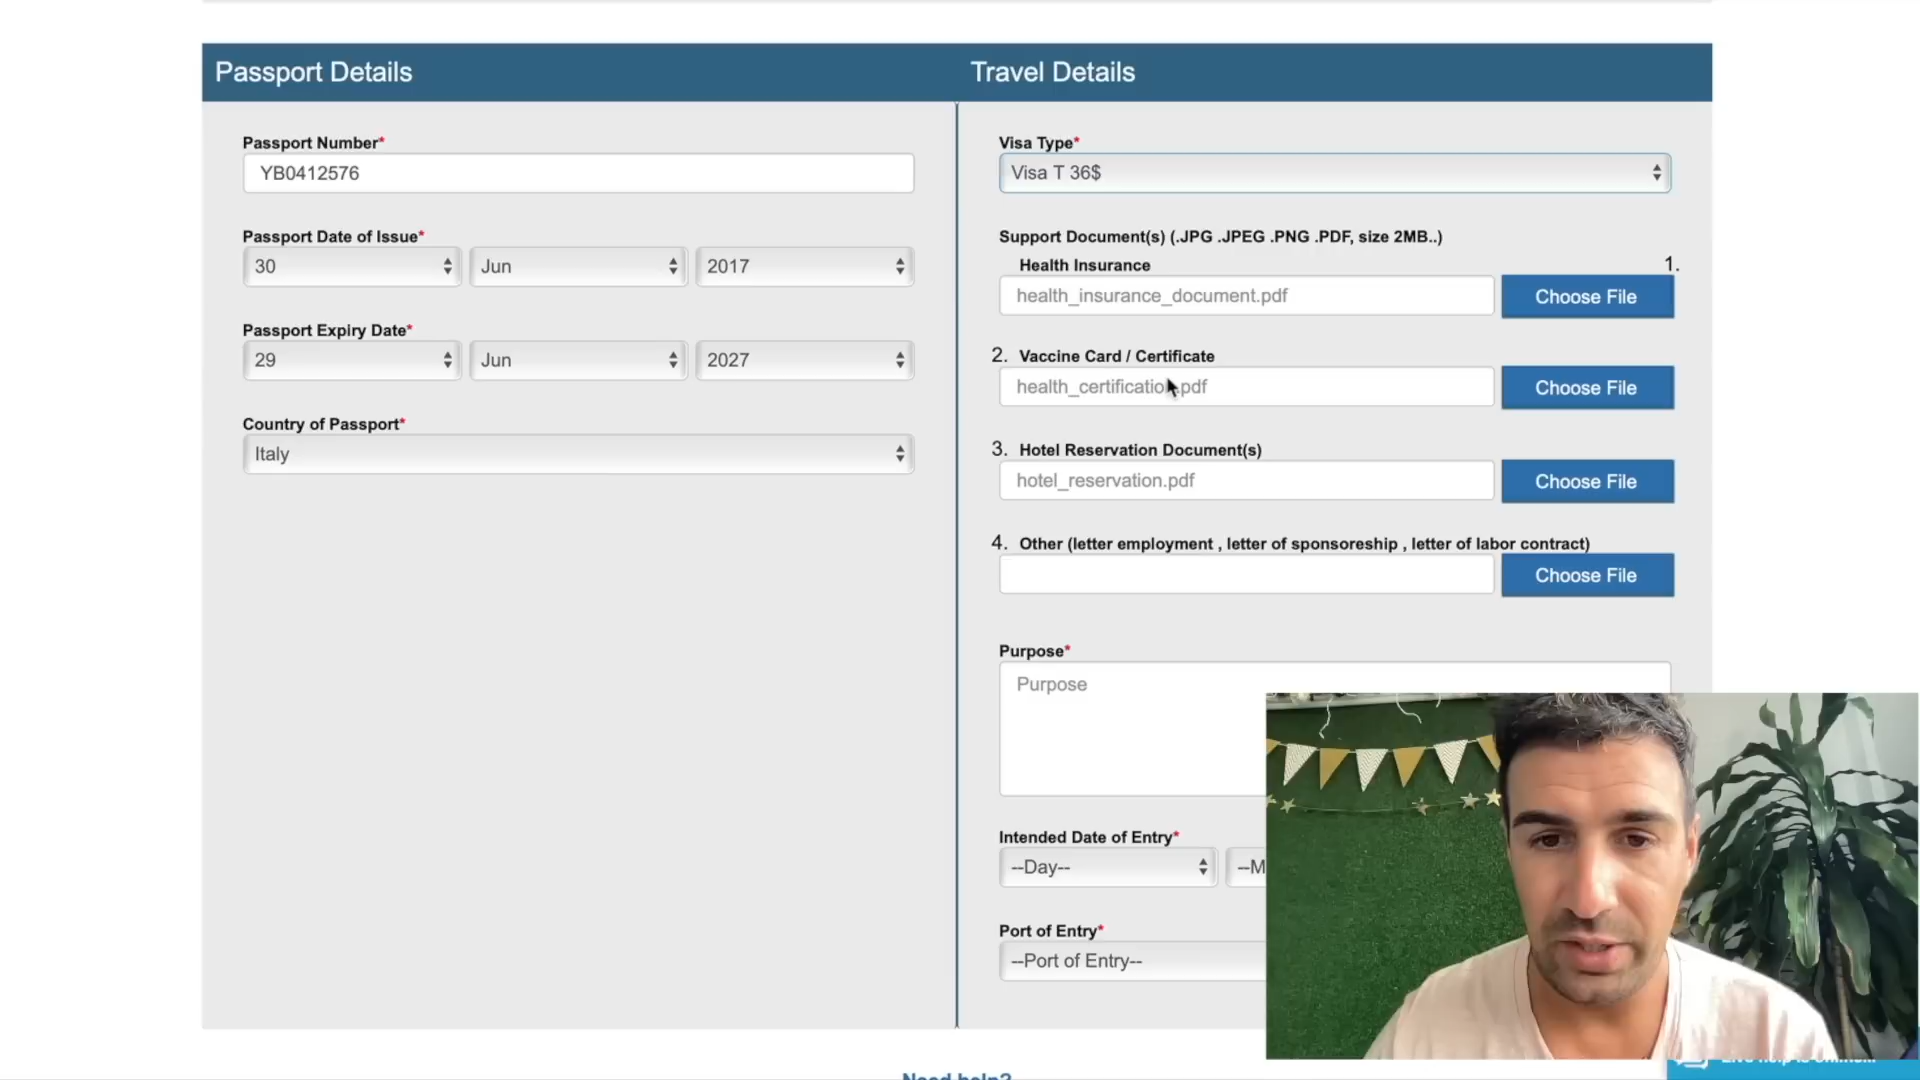 Passport Details
Travel Details
Passport Number*
YB0412576
Passport Date of Issue*
30
Jun
2017
Passport Expiry Date*
29
Jun
2027
Country of Passport*
Italy
Visa Type*
Visa T 36$
Support Document(s) (.JPG .JPEG .PNG .PDF, size 2MB..)
Health Insurance
1.
health_insurance_document.pdf
Choose File
2. Vaccine Card / Certificate
health_certification.pdf
Choose File
3. Hotel Reservation Document(s)
hotel_reservation.pdf
Choose File
4. Other (letter employment , letter of sponsoreship , letter of labor contract)
Choose File
Purpose*
Purpose
Intended Date of Entry*
--Day--
--M
Port of Entry*
--Port of Entry--
Need help?